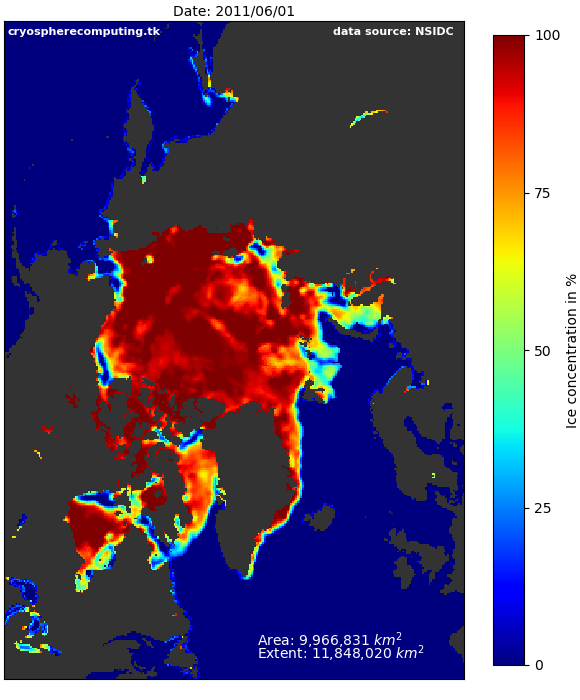 Date: 2011/06/01
cryospherecomputing.tk
data source: NSIDC
100
75
50
25
0
Ice concentration in %
Area: 9,966,831 km²
Extent: 11,848,020 km²